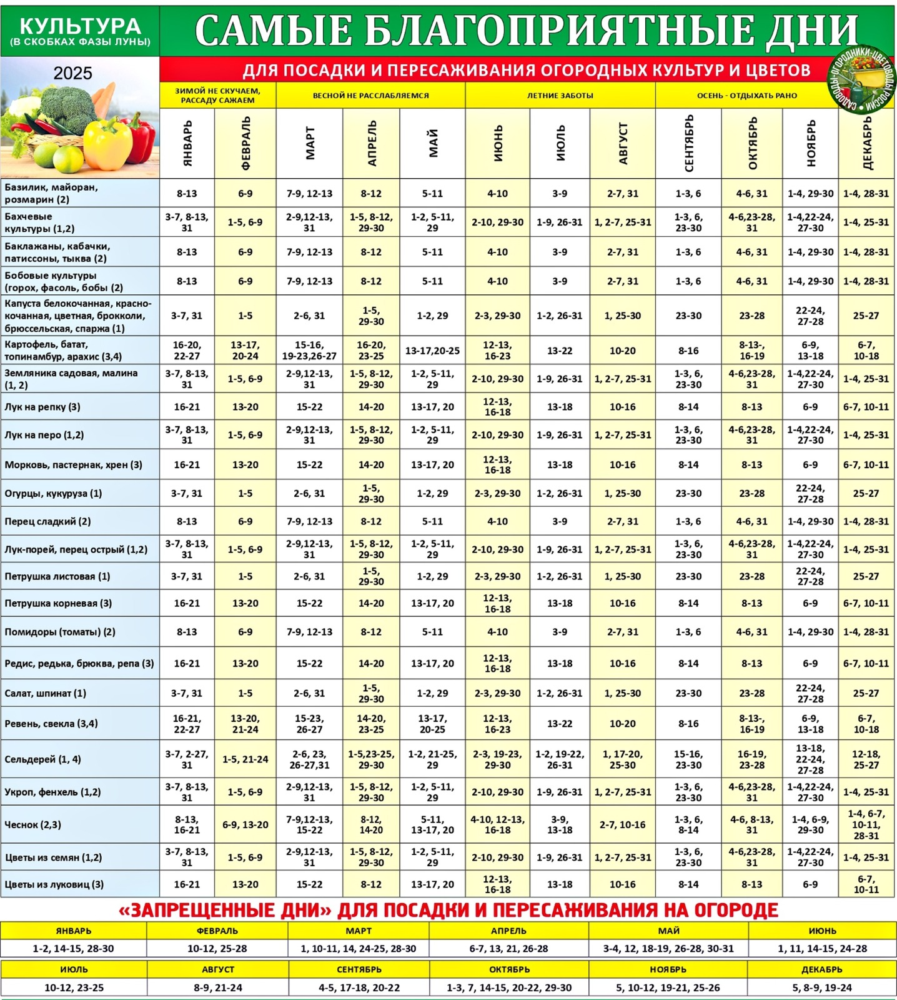 КУЛЬТУРА
(В СКОБКАХ ФАЗЫ ЛУНЫ)
САМЫЕ БЛАГОПРИЯТНЫЕ ДНИ
2025
ДЛЯ ПОСАДКИ И ПЕРЕСАЖИВАНИЯ ОГОРОДНЫХ КУЛЬТУР И ЦВЕТОВ
САДОВОДЫ-ОГОРОДНИКИ-ЦВЕТОВОДЫ РОССИИ
ЗИМОЙ НЕ СКУЧАЕМ,
РАССАДУ САЖАЕМ
ВЕСНОЙ НЕ РАССЛАБЛЯЕМСЯ
ЛЕТНИЕ ЗАБОТЫ
ОСЕНЬ - ОТДЫХАТЬ РАНО
ЯНВАРЬ ФЕВРАЛЬ МАРТ АПРЕЛЬ МАЙ ИЮНЬ ИЮЛЬ АВГУСТ СЕНТЯБРЬ ОКТЯБРЬ НОЯБРЬ ДЕКАБРЬ
Базилик, майоран,
розмарин (2)
8-13 6-9 7-9, 12-13 8-12 5-11 4-10 3-9 2-7, 31 1-3, 6 4-6, 31 1-4, 29-30 1-4, 28-31
Бахчевые
культуры (1,2)
3-7, 8-13, 31 1-5, 6-9 2-9,12-13, 31 1-5, 8-12, 29-30 1-2, 5-11, 29 2-10, 29-30 1-9, 26-31 1, 2-7, 25-31 1-3, 6, 23-30 4-6,23-28, 31 1-4,22-24, 27-30 1-4, 25-31
Баклажаны, кабачки,
патиссоны, тыква (2)
8-13 6-9 7-9, 12-13 8-12 5-11 4-10 3-9 2-7, 31 1-3, 6 4-6, 31 1-4, 29-30 1-4, 28-31
Бобовые культуры
(горох, фасоль, бобы (2)
8-13 6-9 7-9, 12-13 8-12 5-11 4-10 3-9 2-7, 31 1-3, 6 4-6, 31 1-4, 29-30 1-4, 28-31
Капуста белокочанная, красно-
кочанная, цветная, брокколи,
брюссельская, спаржа (1)
3-7, 31 1-5 2-6, 31 1-5, 29-30 1-2, 29 2-3, 29-30 1-2, 26-31 1, 25-30 23-30 23-28 22-24, 27-28 25-27
Картофель, батат,
топинамбур, арахис (3,4)
16-20, 22-27 13-17, 20-24 15-16, 19-23,26-27 16-20, 23-25 13-17,20-25 12-13, 16-23 13-22 10-20 8-16 8-13-, 16-19 6-9, 13-18 6-7, 10-18
Земляника садовая, малина
(1, 2)
3-7, 8-13, 31 1-5, 6-9 2-9,12-13, 31 1-5, 8-12, 29-30 1-2, 5-11, 29 2-10, 29-30 1-9, 26-31 1, 2-7, 25-31 1-3, 6, 23-30 4-6,23-28, 31 1-4,22-24, 27-30 1-4, 25-31
Лук на репку (3) 16-21 13-20 15-22 14-20 13-17, 20 12-13, 16-18 13-18 10-16 8-14 8-13 6-9 6-7, 10-11
Лук на перо (1,2) 3-7, 8-13, 31 1-5, 6-9 2-9,12-13, 31 1-5, 8-12, 29-30 1-2, 5-11, 29 2-10, 29-30 1-9, 26-31 1, 2-7, 25-31 1-3, 6, 23-30 4-6,23-28, 31 1-4,22-24, 27-30 1-4, 25-31
Морковь, пастернак, хрен (3) 16-21 13-20 15-22 14-20 13-17, 20 12-13, 16-18 13-18 10-16 8-14 8-13 6-9 6-7, 10-11
Огурцы, кукуруза (1) 3-7, 31 1-5 2-6, 31 1-5, 29-30 1-2, 29 2-3, 29-30 1-2, 26-31 1, 25-30 23-30 23-28 22-24, 27-28 25-27
Перец сладкий (2) 8-13 6-9 7-9, 12-13 8-12 5-11 4-10 3-9 2-7, 31 1-3, 6 4-6, 31 1-4, 29-30 1-4, 28-31
Лук-порей, перец острый (1,2) 3-7, 8-13, 31 1-5, 6-9 2-9,12-13, 31 1-5, 8-12, 29-30 1-2, 5-11, 29 2-10, 29-30 1-9, 26-31 1, 2-7, 25-31 1-3, 6, 23-30 4-6,23-28, 31 1-4,22-24, 27-30 1-4, 25-31
Петрушка листовая (1) 3-7, 31 1-5 2-6, 31 1-5, 29-30 1-2, 29 2-3, 29-30 1-2, 26-31 1, 25-30 23-30 23-28 22-24, 27-28 25-27
Петрушка корневая (3) 16-21 13-20 15-22 14-20 13-17, 20 12-13, 16-18 13-18 10-16 8-14 8-13 6-9 6-7, 10-11
Помидоры (томаты) (2) 8-13 6-9 7-9, 12-13 8-12 5-11 4-10 3-9 2-7, 31 1-3, 6 4-6, 31 1-4, 29-30 1-4, 28-31
Редис, редька, брюква, репа (3) 16-21 13-20 15-22 14-20 13-17, 20 12-13, 16-18 13-18 10-16 8-14 8-13 6-9 6-7, 10-11
Салат, шпинат (1) 3-7, 31 1-5 2-6, 31 1-5, 29-30 1-2, 29 2-3, 29-30 1-2, 26-31 1, 25-30 23-30 23-28 22-24, 27-28 25-27
Ревень, свекла (3,4) 16-21, 22-27 13-20, 21-24 15-23, 26-27 14-20, 23-25 13-17, 20-25 12-13, 16-23 13-22 10-20 8-16 8-13-, 16-19 6-9, 13-18 6-7, 10-18
Сельдерей (1, 4) 3-7, 2-27, 31 1-5, 21-24 2-6, 23, 26-27,31 1-5,23-25, 29-30 1-2, 21-25, 29 2-3, 19-23, 29-30 1-2, 19-22, 26-31 1, 17-20, 25-30 15-16, 23-30 16-19, 23-28 13-18, 22-24, 27-28 12-18, 25-27
Укроп, фенхель (1,2) 3-7, 8-13, 31 1-5, 6-9 2-9,12-13, 31 1-5, 8-12, 29-30 1-2, 5-11, 29 2-10, 29-30 1-9, 26-31 1, 2-7, 25-31 1-3, 6, 23-30 4-6,23-28, 31 1-4,22-24, 27-30 1-4, 25-31
Чеснок (2,3) 8-13, 16-21 6-9, 13-20 7-9,12-13, 15-22 8-12, 14-20 5-11, 13-17, 20 4-10, 12-13, 16-18 3-9, 13-18 2-7, 10-16 1-3, 6, 8-14 4-6, 8-13, 31 1-4, 6-9, 29-30 1-4, 6-7, 10-11, 28-31
Цветы из семян (1,2) 3-7, 8-13, 31 1-5, 6-9 2-9,12-13, 31 1-5, 8-12, 29-30 1-2, 5-11, 29 2-10, 29-30 1-9, 26-31 1, 2-7, 25-31 1-3, 6, 23-30 4-6,23-28, 31 1-4,22-24, 27-30 1-4, 25-31
Цветы из луковиц (3) 16-21 13-20 15-22 8-12 13-17, 20 12-13, 16-18 13-18 10-16 8-14 8-13 6-9 6-7, 10-11
«ЗАПРЕЩЕННЫЕ ДНИ» ДЛЯ ПОСАДКИ И ПЕРЕСАЖИВАНИЯ НА ОГОРОДЕ
ЯНВАРЬ ФЕВРАЛЬ МАРТ АПРЕЛЬ МАЙ ИЮНЬ
1-2, 14-15, 28-30 10-12, 25-28 1, 10-11, 14, 24-25, 28-30 6-7, 13, 21, 26-28 3-4, 12, 18-19, 26-28, 30-31 1, 11, 14-15, 24-28
ИЮЛЬ АВГУСТ СЕНТЯБРЬ ОКТЯБРЬ НОЯБРЬ ДЕКАБРЬ
10-12, 23-25 8-9, 21-24 4-5, 17-18, 20-22 1-3, 7, 14-15, 20-22, 29-30 5, 10-12, 19-21, 25-26 5, 8-9, 19-24